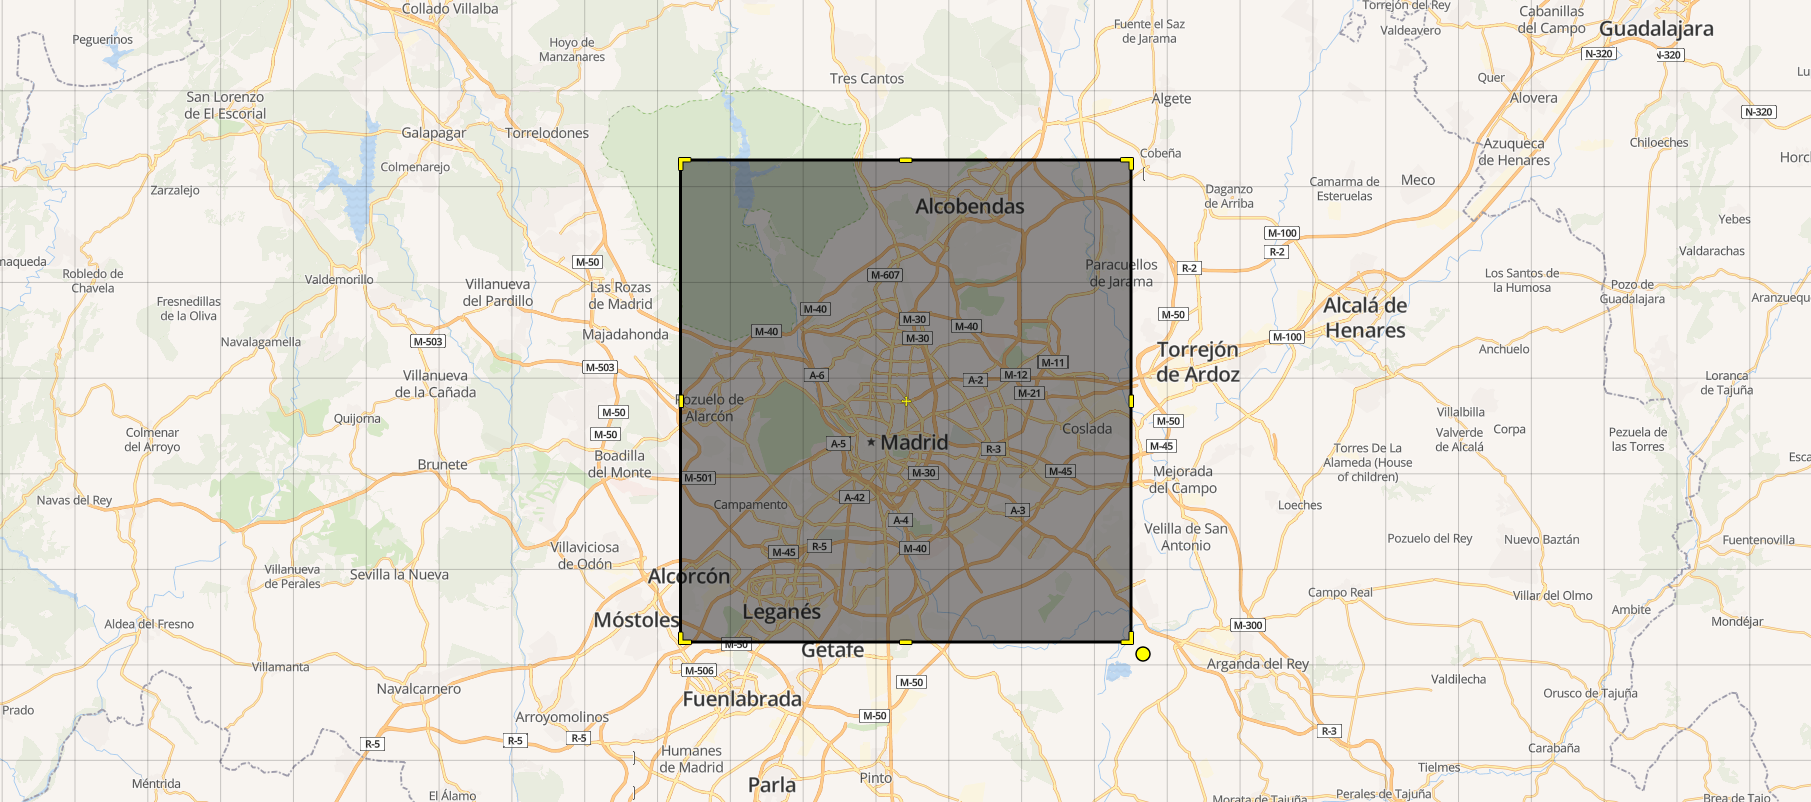 Collado Villalba
Torrejón del Rey
Valdeavero
Cabanillas
del Campo
Guadalajara
Peguerinos
Hoyo de
Manzanares
Fuente el Saz
de Jarama
N-320
N-320
Tres Cantos
Quer
Alovera
San Lorenzo
de El Escorial
Algete
N-320
Galapagar
Torrelodones
Azuqueca
de Henares
Chiloeches
Colmenarejo
Cobeña
Zarzalejo
Daganzo
de Arriba
Camarma de
Esteruelas
Meco
Alcobendas
Yebes
M-100
R-2
Valdarachas
maqueda
Robledo de
Chavela
M-50
Valdemorillo
M-607
Paracuellos
de Jarama
R-2
Los Santos de
la Humosa
Pozo de
Guadalajara
Aranzueque
Villanueva
del Pardillo
Las Rozas
de Madrid
Fresnedillas
de la Oliva
M-40
M-30
M-40
M-50
Alcalá de
Henares
Navalagamella
M-503
Majadahonda
M-40
M-30
M-100
Anchuelo
M-503
A-6
A-2
M-12
M-11
M-21
Torrejón
de Ardoz
Loranca
de Tajuña
Villanueva
de la Cañada
Quijorna
M-50
Pozuelo de
Alarcón
M-50
Villalbilla
Colmenar
del Arroyo
M-50
A-5
Madrid
Coslada
R-3
M-45
Valverde
de Alcalá
Corpa
Pezuela de
las Torres
Brunete
Boadilla
del Monte
M-501
M-30
M-45
Mejorada
del Campo
Torres De La
Alameda (House
of children)
Navas del Rey
Campamento
A-42
A-4
A-3
Loeches
Villaviciosa
de Odón
M-45
R-5
M-40
Velilla de San
Antonio
Pozuelo del Rey
Nuevo Baztán
Fuentenovilla
Villanueva
de Perales
Sevilla la Nueva
Alcorcón
Campo Real
Villar del Olmo
Aldea del Fresno
Móstoles
Leganés
M-300
Ambite
Mondéjar
M-50
Getafe
Villamanta
M-506
Arganda del Rey
Valdilecha
Orusco de Tajuña
Navalcarnero
Fuenlabrada
M-50
Prado
Arroyomolinos
M-50
R-5
R-5
R-5
R-3
Humanes
de Madrid
Carabaña
Méntrida
El Álamo
Parla
Pinto
Tielmes
Morata de Tajuña
Perales de Tajuña
Brea de Tajo